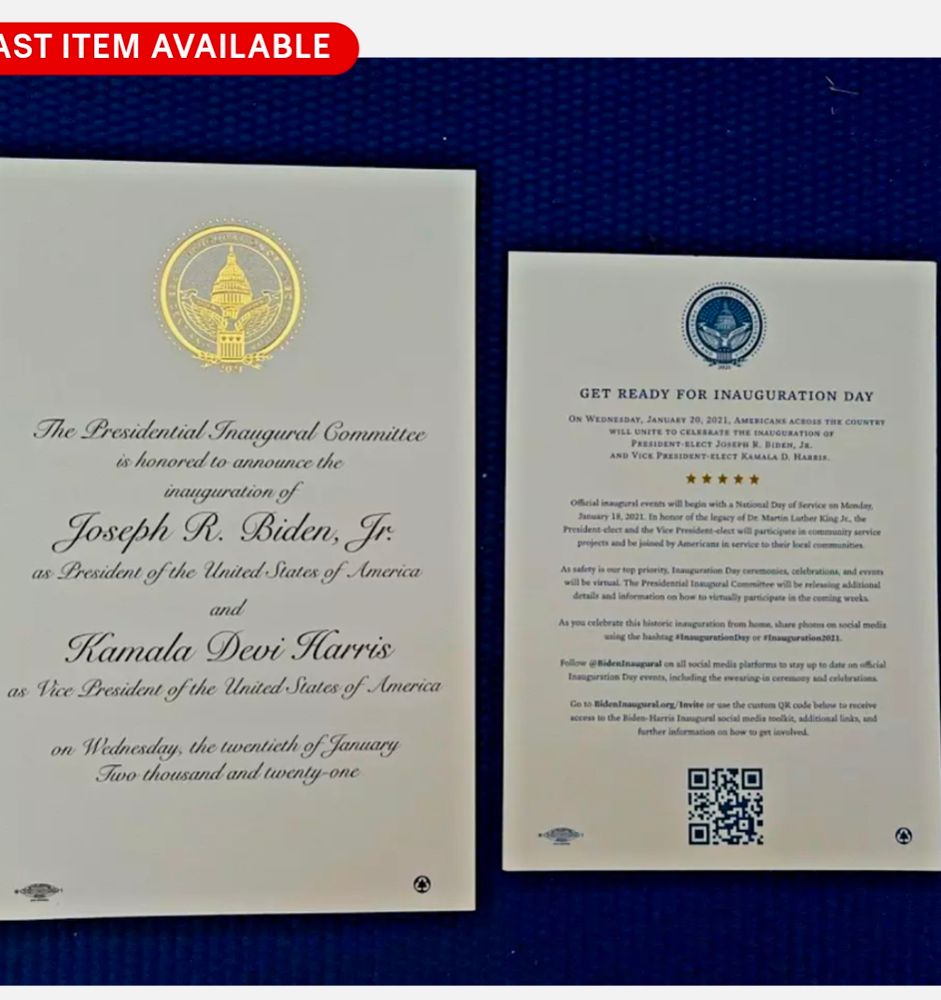 AST ITEM AVAILABLE
The Presidential Inaugural Committee
is honored to announce the
inauguration of
Joseph R. Biden, Jr.
as President of the United States of America
and
Kamala Devi Harris
as Vice President of the United States of America
on Wednesday, the twentieth of January
Two thousand and twenty-one
GET READY FOR INAUGURATION DAY
ON WEDNESDAY, JANUARY 20, 2021, AMERICANS ACROSS THE COUNTRY
WILL UNITE TO CELEBRATE THE INAUGURATION OF
PRESIDENT-ELECT JOSEPH R. BIDEN, JR.
AND VICE PRESIDENT-ELECT KAMALA D. HARRIS.
Official inaugural events will begin with a National Day of Service on Monday,
January 18, 2021. In honor of the legacy of Dr. Martin Luther King Jr., the
President-elect and the Vice President-elect will participate in community service
projects and be joined by Americans in service to their local communities.
As safety is our top priority, Inauguration Day ceremonies, celebrations, and events
will be virtual. The Presidential Inaugural Committee will be releasing additional
details and information on how to virtually participate in the coming weeks.
As you celebrate this historic inauguration from home, share photos on social media
using the hashtag #InaugurationDay or #Inauguration2021.
Follow @BidenInaugural on all social media platforms to stay up to date on official
Inauguration Day events, including the swearing-in ceremony and celebrations.
Go to BidenInaugural.org/Invite or use the custom QR code below to receive
access to the Biden-Harris Inaugural social media toolkit, additional links, and
further information on how to get involved.